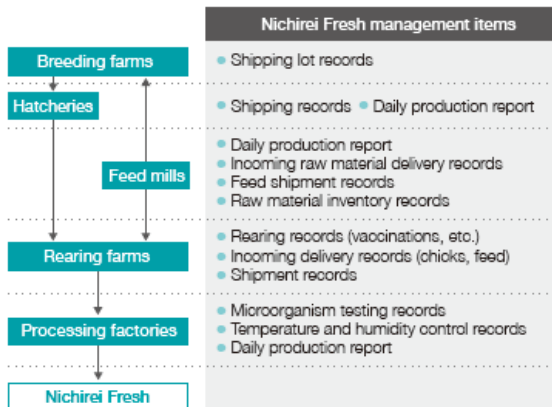 Nichirei Fresh management items
Breeding farms
Shipping lot records
Hatcheries
Shipping records Daily production report
Feed mills
Daily production report
Incoming raw material delivery records
Feed shipment records
Raw material inventory records
Rearing farms
Rearing records (vaccinations, etc.)
Incoming delivery records (chicks, feed)
Shipment records
Processing factories
Microorganism testing records
Temperature and humidity control records
Daily production report
Nichirei Fresh